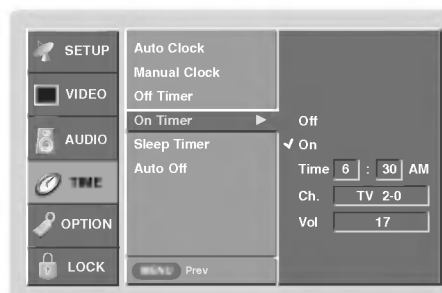 SETUP
VIDEO
AUDIO
TIME
OPTION
LOCK
Auto Clock
Manual Clock
Off Timer
On Timer
Sleep Timer
Auto Off
MENU Prev
Off
On
Time 6 : 30 AM
Ch. TV 2-0
Vol 17